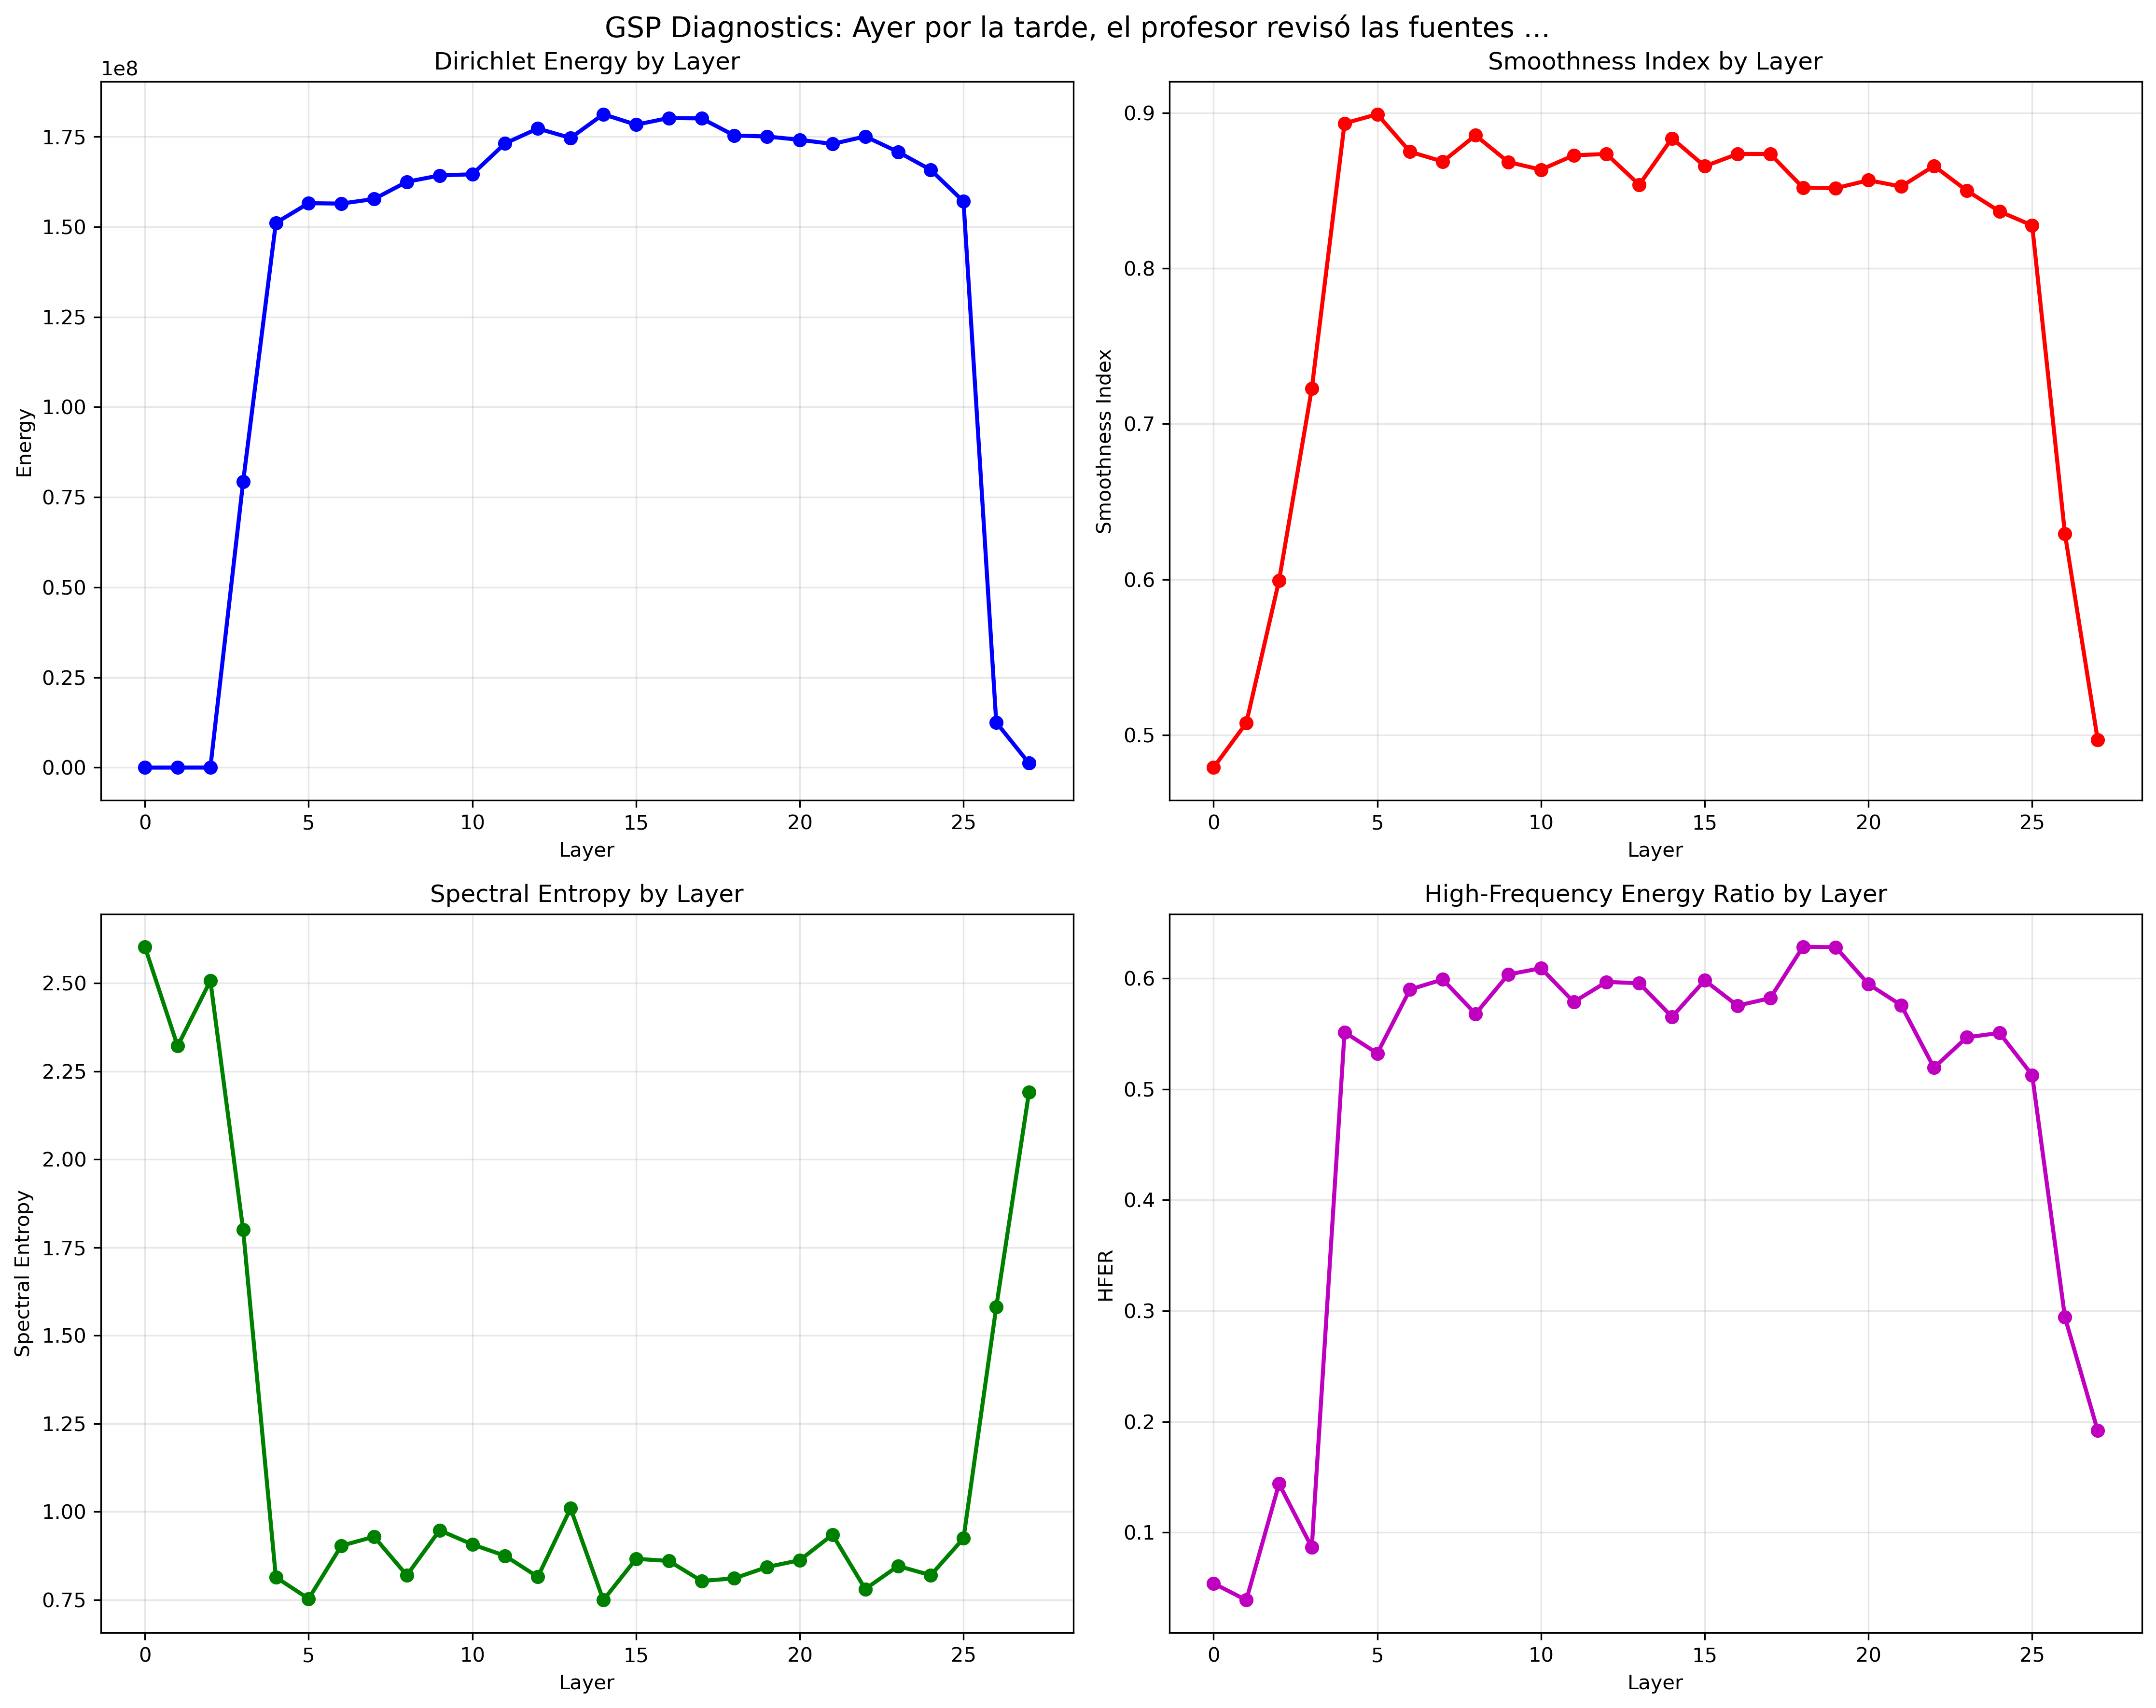 GSP Diagnostics: Ayer por la tarde, el profesor revisó las fuentes ...
Dirichlet Energy by Layer
1e8
1.75
1.50
1.25
1.00
0.75
0.50
0.25
0.00
Energy
0 5 10 15 20 25
Layer
Smoothness Index by Layer
0.9
0.8
0.7
0.6
0.5
Smoothness Index
0 5 10 15 20 25
Layer
Spectral Entropy by Layer
2.50
2.25
2.00
1.75
1.50
1.25
1.00
0.75
Spectral Entropy
0 5 10 15 20 25
Layer
High-Frequency Energy Ratio by Layer
0.6
0.5
0.4
0.3
0.2
0.1
HFER
0 5 10 15 20 25
Layer